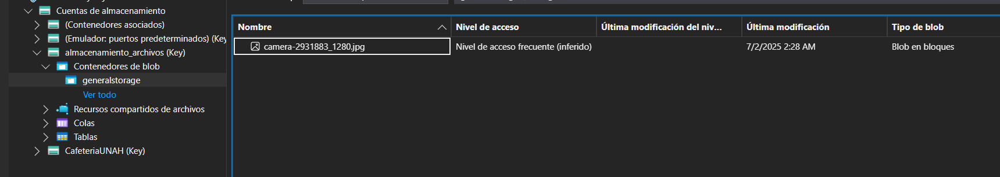 Cuentas de almacenamiento
(Contenedores asociados)
(Emulador: puertos predeterminados) (Key
almacenamiento_archivos (Key)
Contenedores de blob
generalstorage
Ver todo
Recursos compartidos de archivos
Colas
Tablas
CafeteriaUNAH (Key)
Nombre Nivel de acceso Última modificación del niv... Última modificación Tipo de blob
camera-2931883_1280.jpg Nivel de acceso frecuente (inferido) 7/2/2025 2:28 AM Blob en bloques